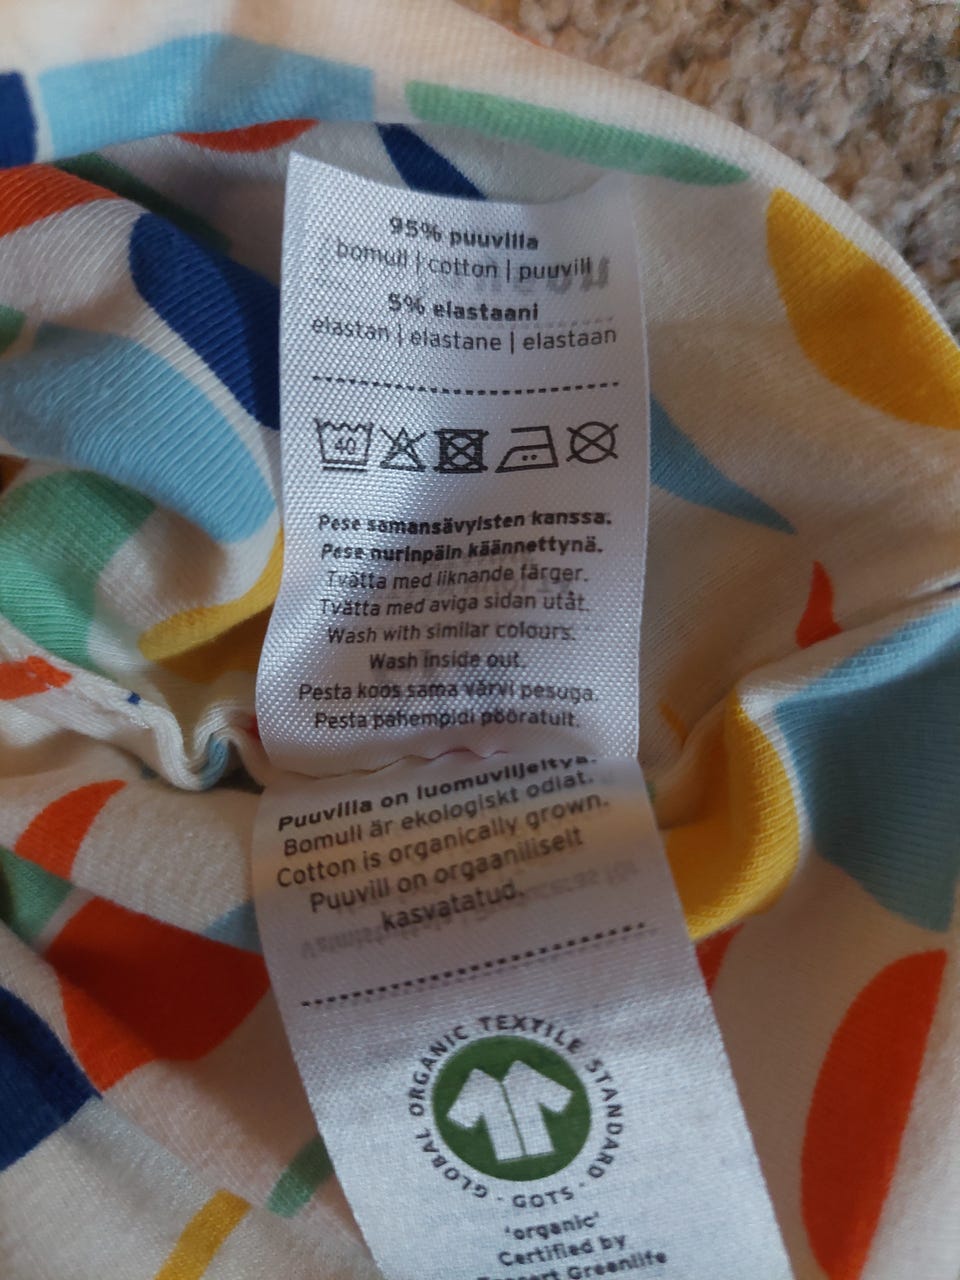 95% puuvilla
bomull | cotton | puuvill
5% elastaani
elastan | elastane | elastaan
40
Pese samansävyisten kanssa.
Pese nurinpäin käännettynä.
Tvätta med liknande färger.
Tvätta med aviga sidan utåt.
Wash with similar colours.
Wash inside out.
Pesta koos sama värvi pesuga.
Pesta pahempidi pööratult.
Puuvilla on luomuviljeltyä.
Bomull är ekologiskt odlat.
Cotton is organically grown.
Puuvill on orgaaniliselt
kasvatatud.
GLOBAL ORGANIC TEXTILE STANDARD · GOTS ·
'organic'
Certified by
Ecocert Greenlife